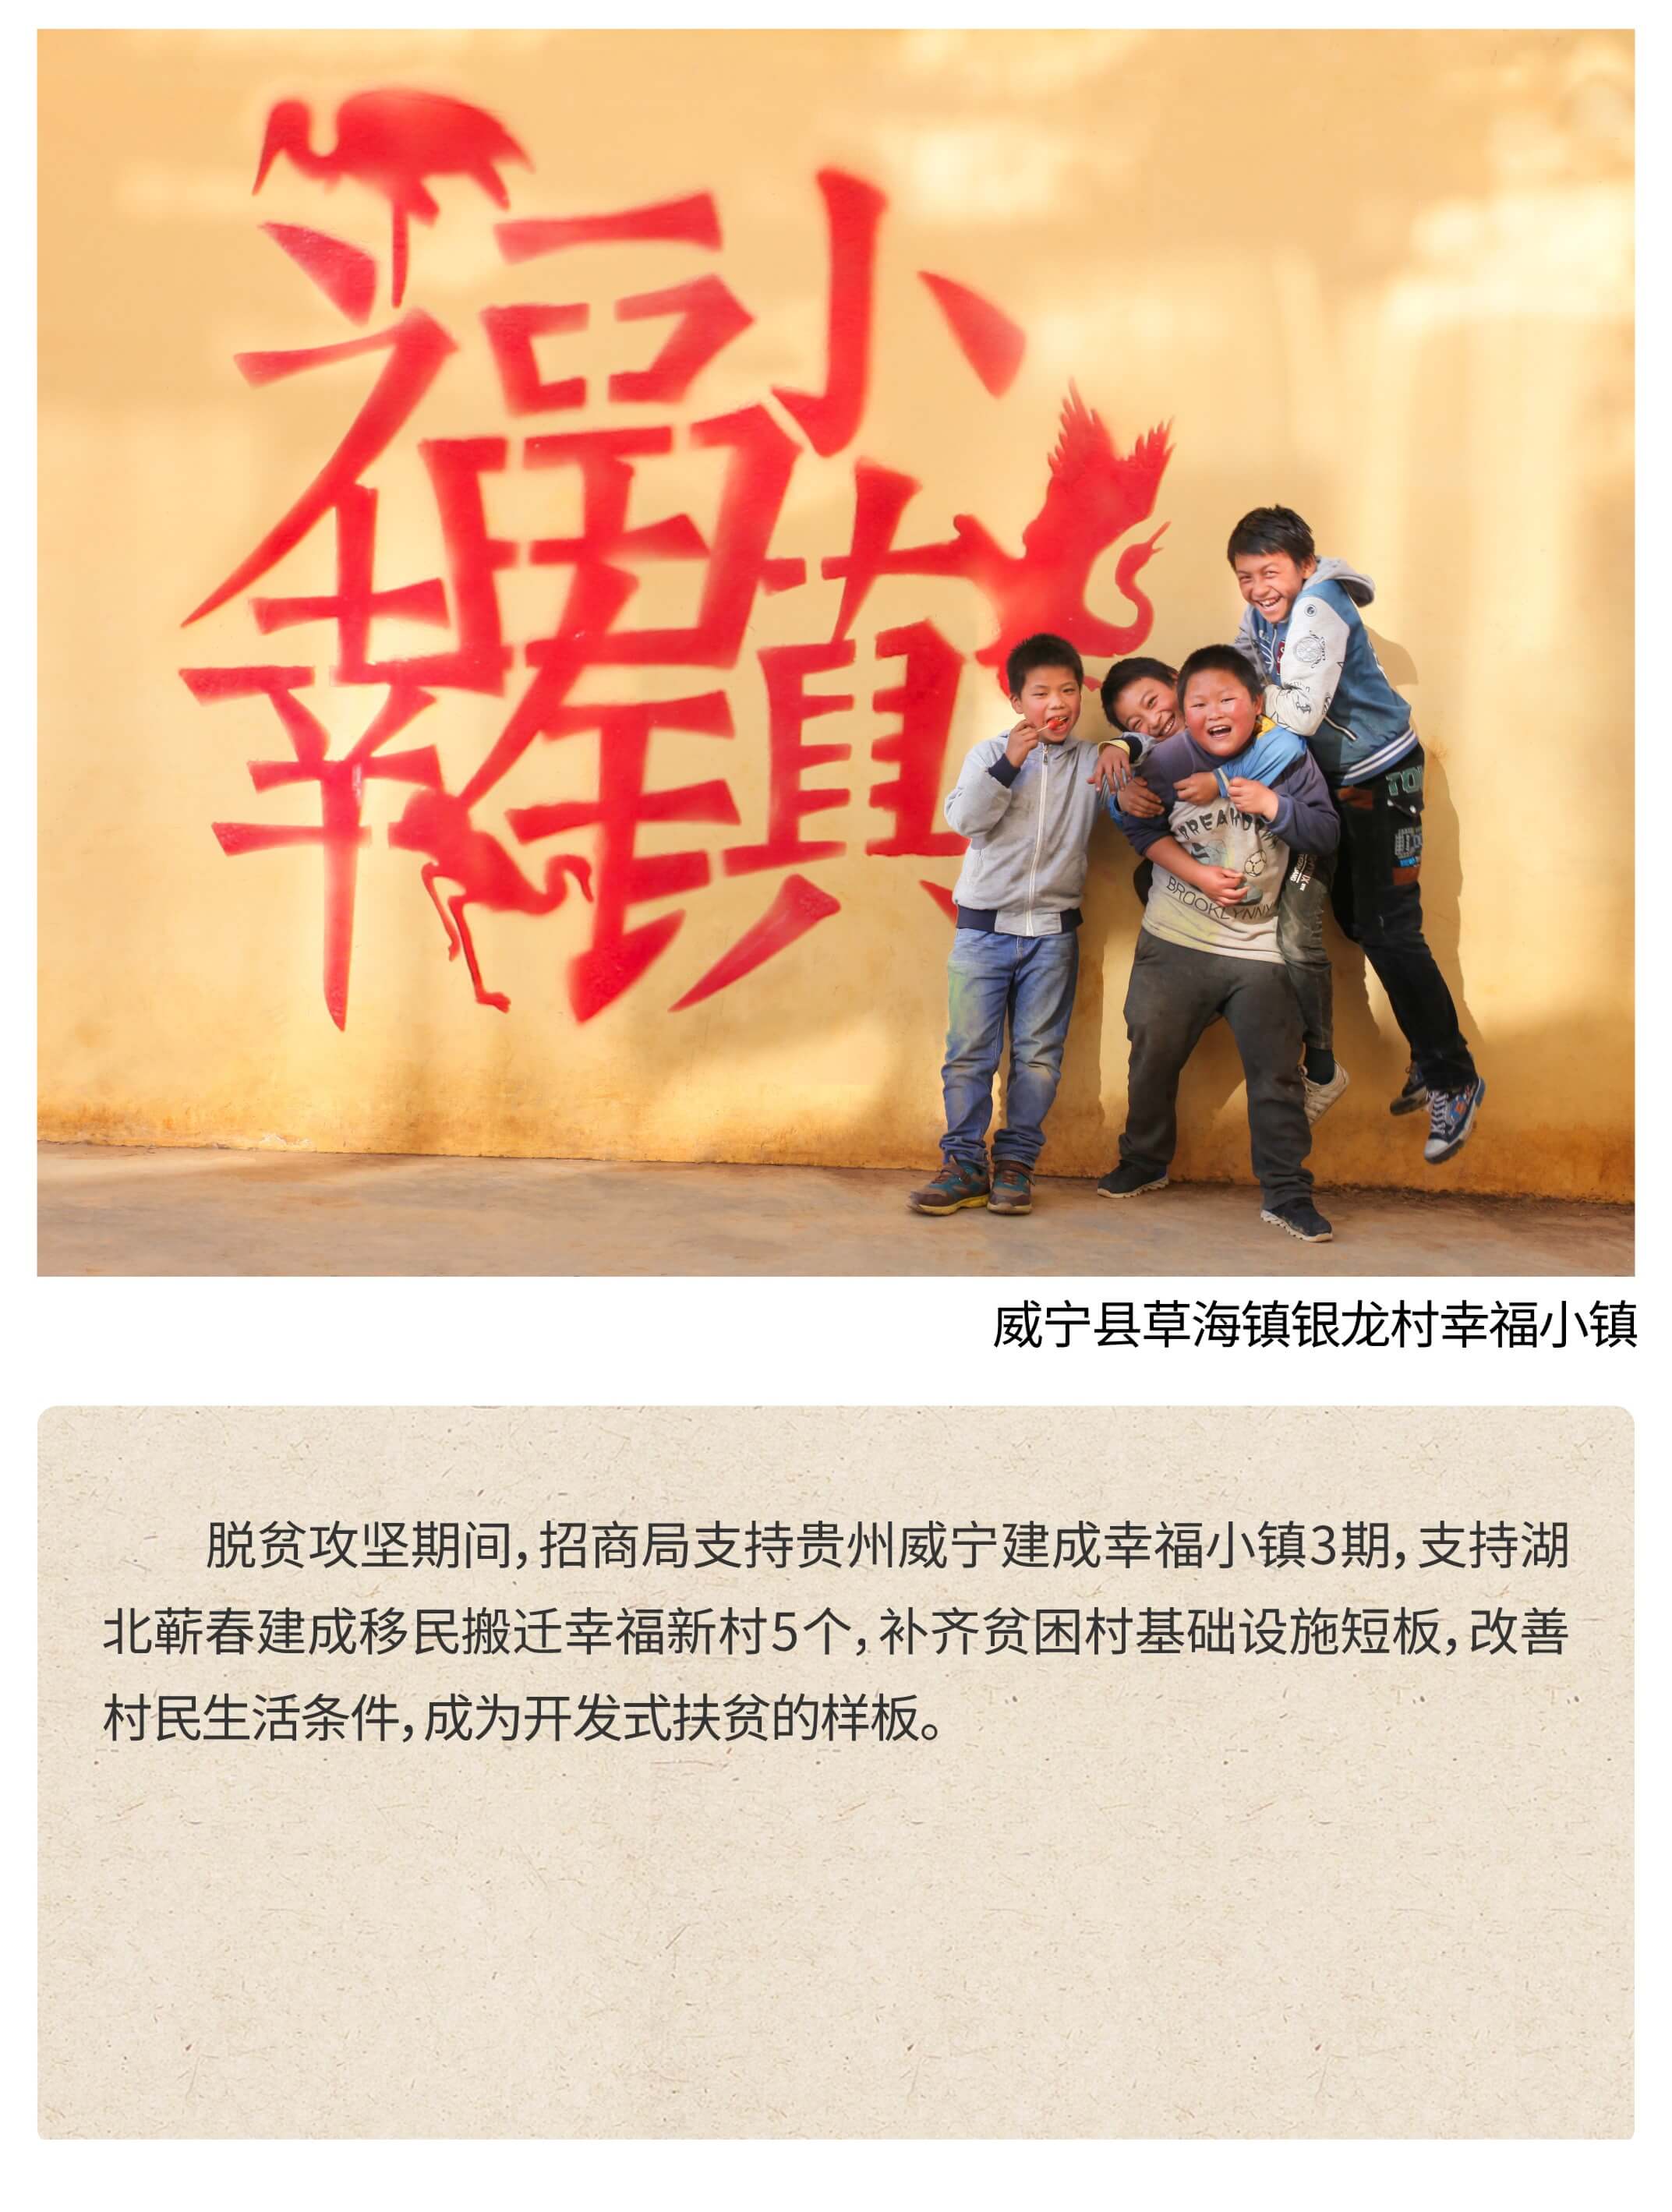 幸福小镇
BREAKDOWN
BROOKLYNNY
威宁县草海镇银龙村幸福小镇
脱贫攻坚期间,招商局支持贵州威宁建成幸福小镇3期,支持湖
北蕲春建成移民搬迁幸福新村5个,补齐贫困村基础设施短板,改善
村民生活条件,成为开发式扶贫的样板。